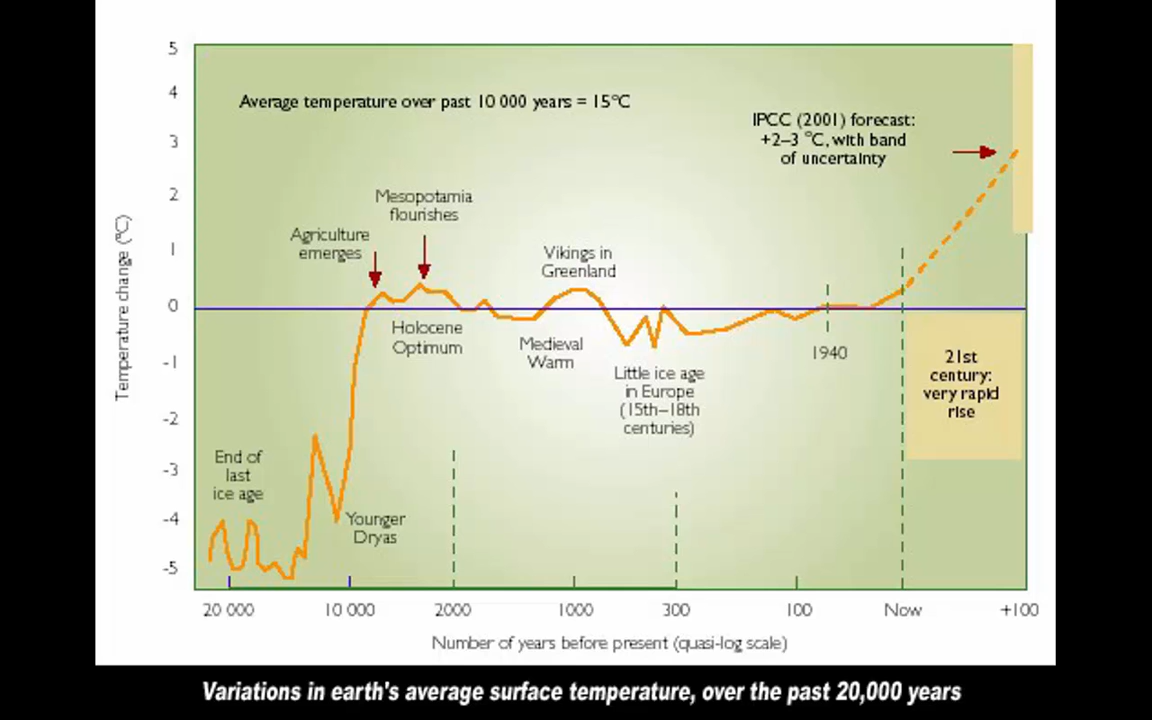 5
4
3
2
1
0
-1
-2
-3
-4
-5
Temperature change (°C)
Average temperature over past 10 000 years = 15°C
IPCC (2001) forecast:
+2–3 °C, with band
of uncertainty
Mesopotamia
flourishes
Agriculture
emerges
Vikings in
Greenland
Holocene
Optimum
Medieval
Warm
Little ice age
in Europe
(15th–18th
centuries)
1940
21st
century:
very rapid
rise
End of
last
ice age
Younger
Dryas
20 000 10 000 2000 1000 300 100 Now +100
Number of years before present (quasi-log scale)
Variations in earth's average surface temperature, over the past 20,000 years